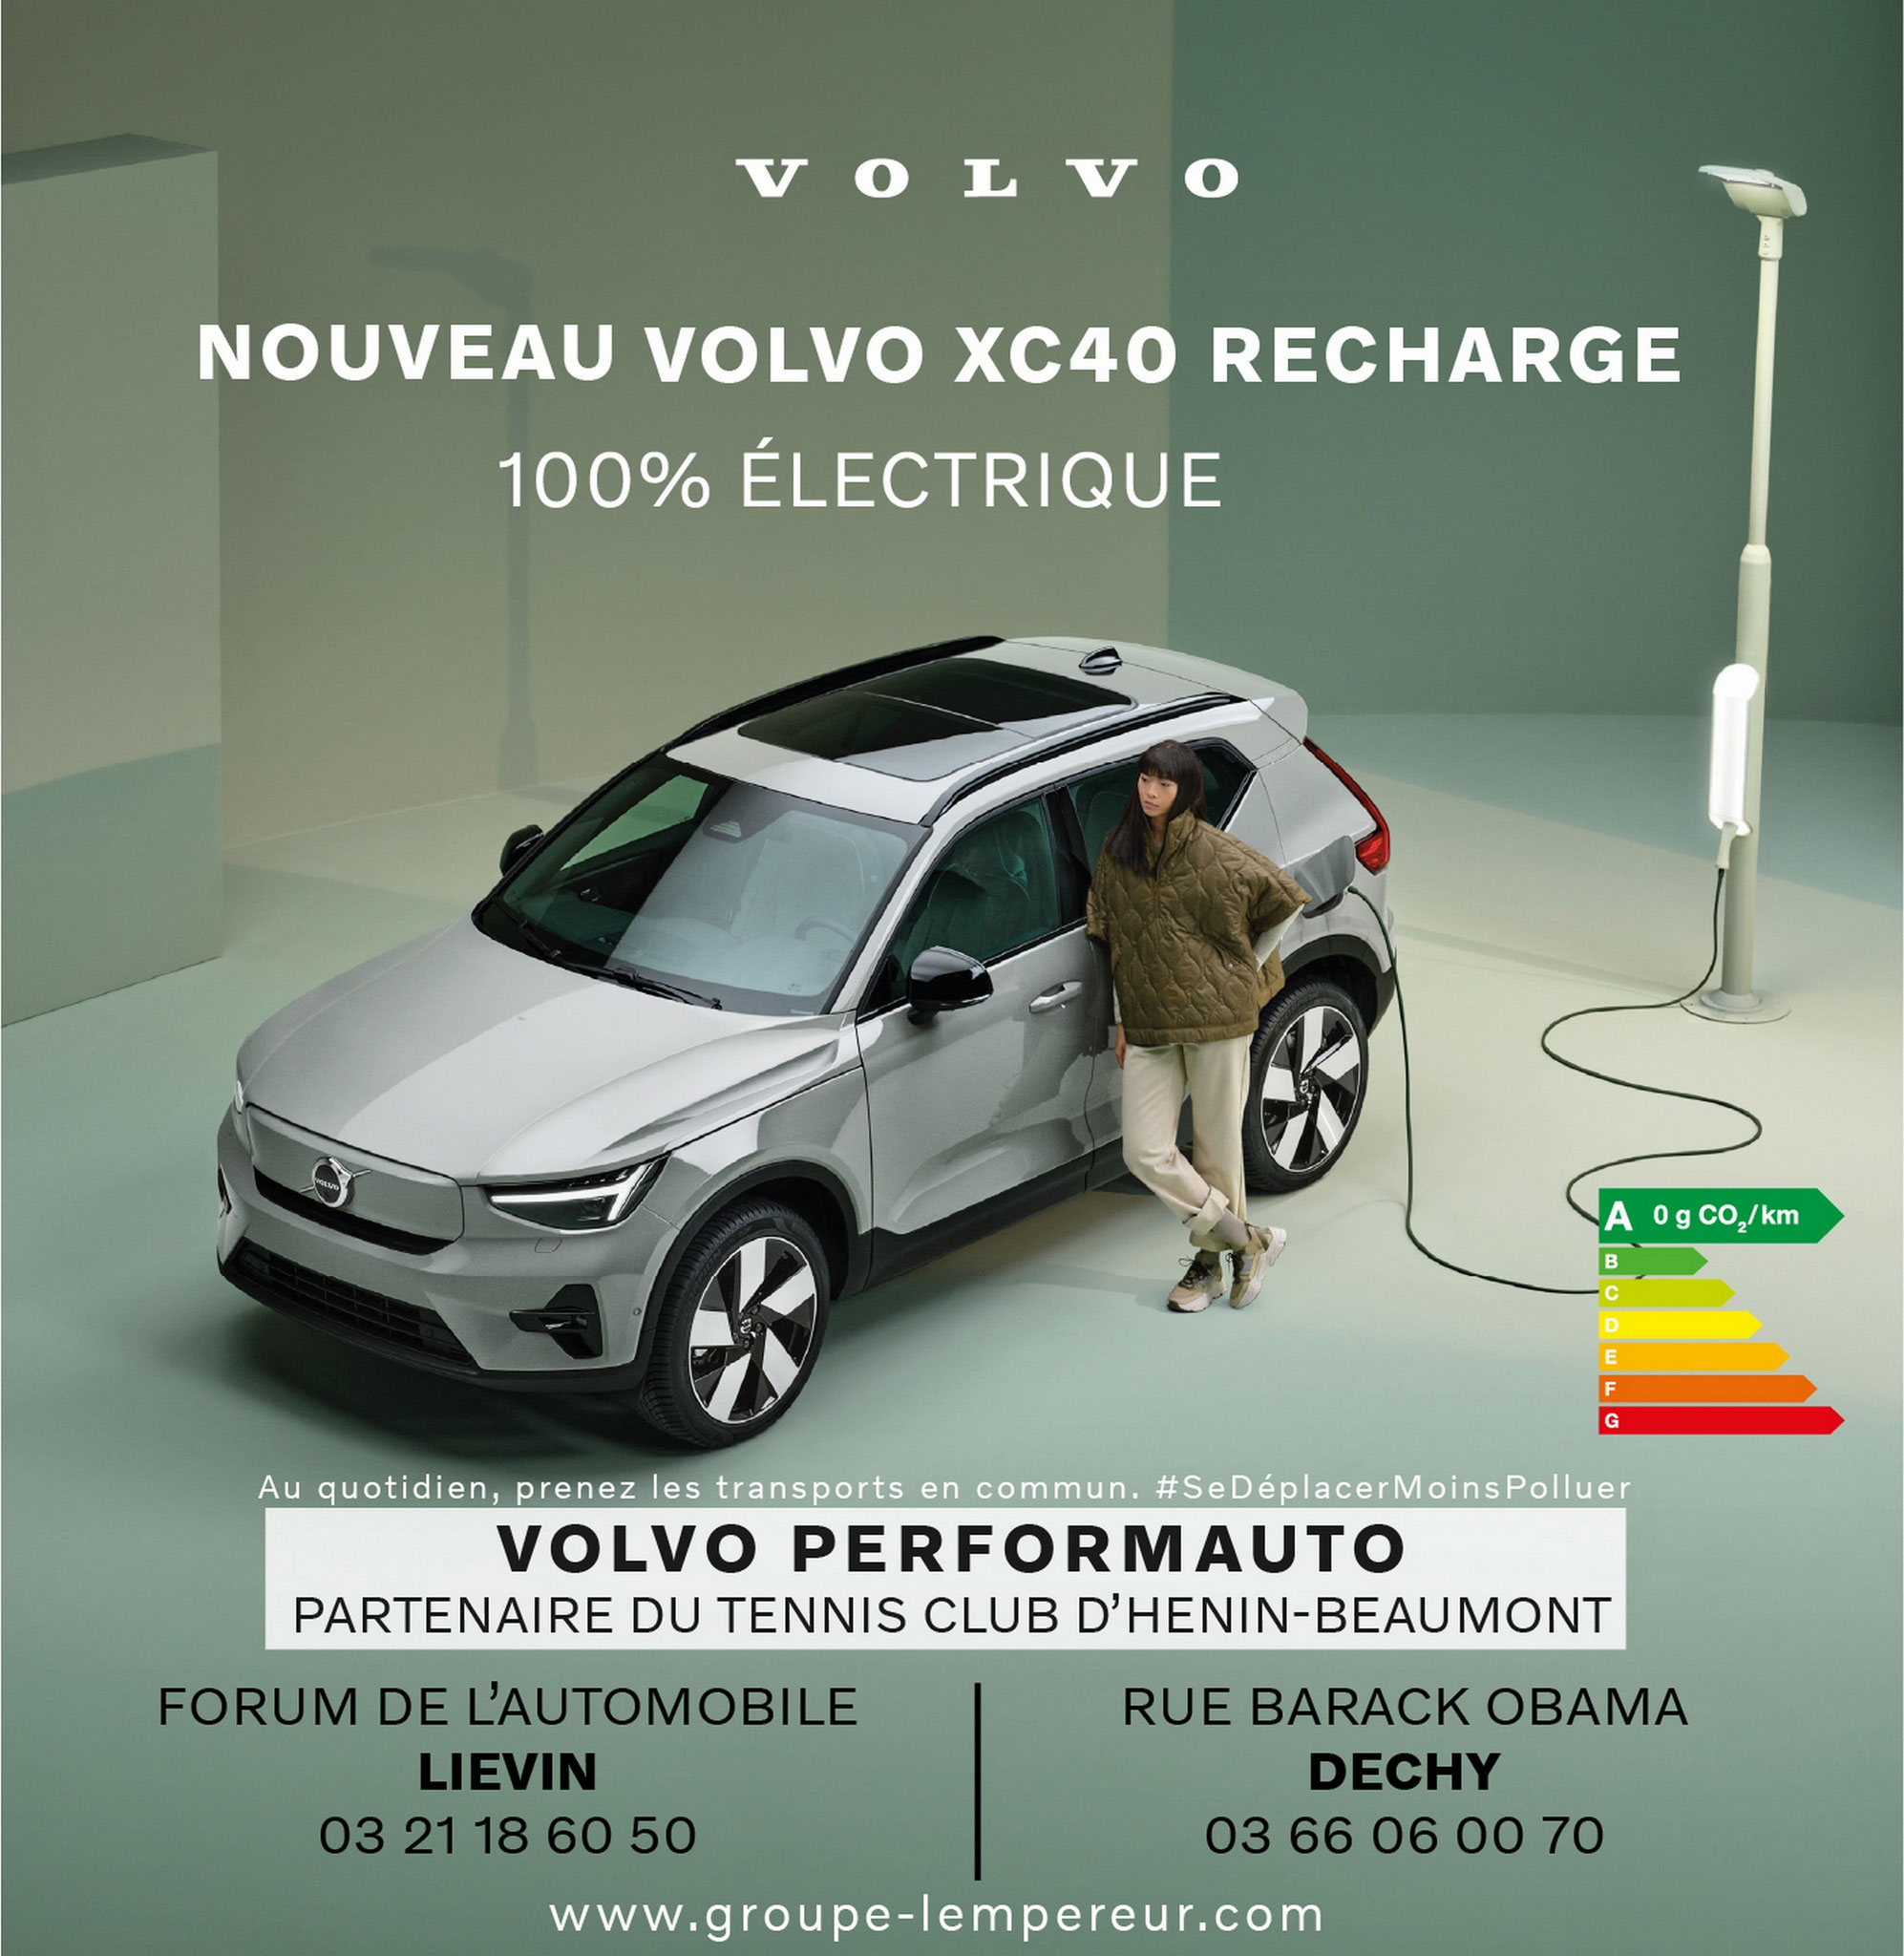 VOLVO
NOUVEAU VOLVO XC40 RECHARGE
100% ÉLECTRIQUE
VOLVO
A 0 g CO₂/km
B
C
D
E
F
G
Au quotidien, prenez les transports en commun. #SeDéplacerMoinsPolluer
VOLVO PERFORMAUTO
PARTENAIRE DU TENNIS CLUB D'HENIN-BEAUMONT
FORUM DE L'AUTOMOBILE
LIEVIN
03 21 18 60 50
RUE BARACK OBAMA
DECHY
03 66 06 00 70
www.groupe-lempereur.com